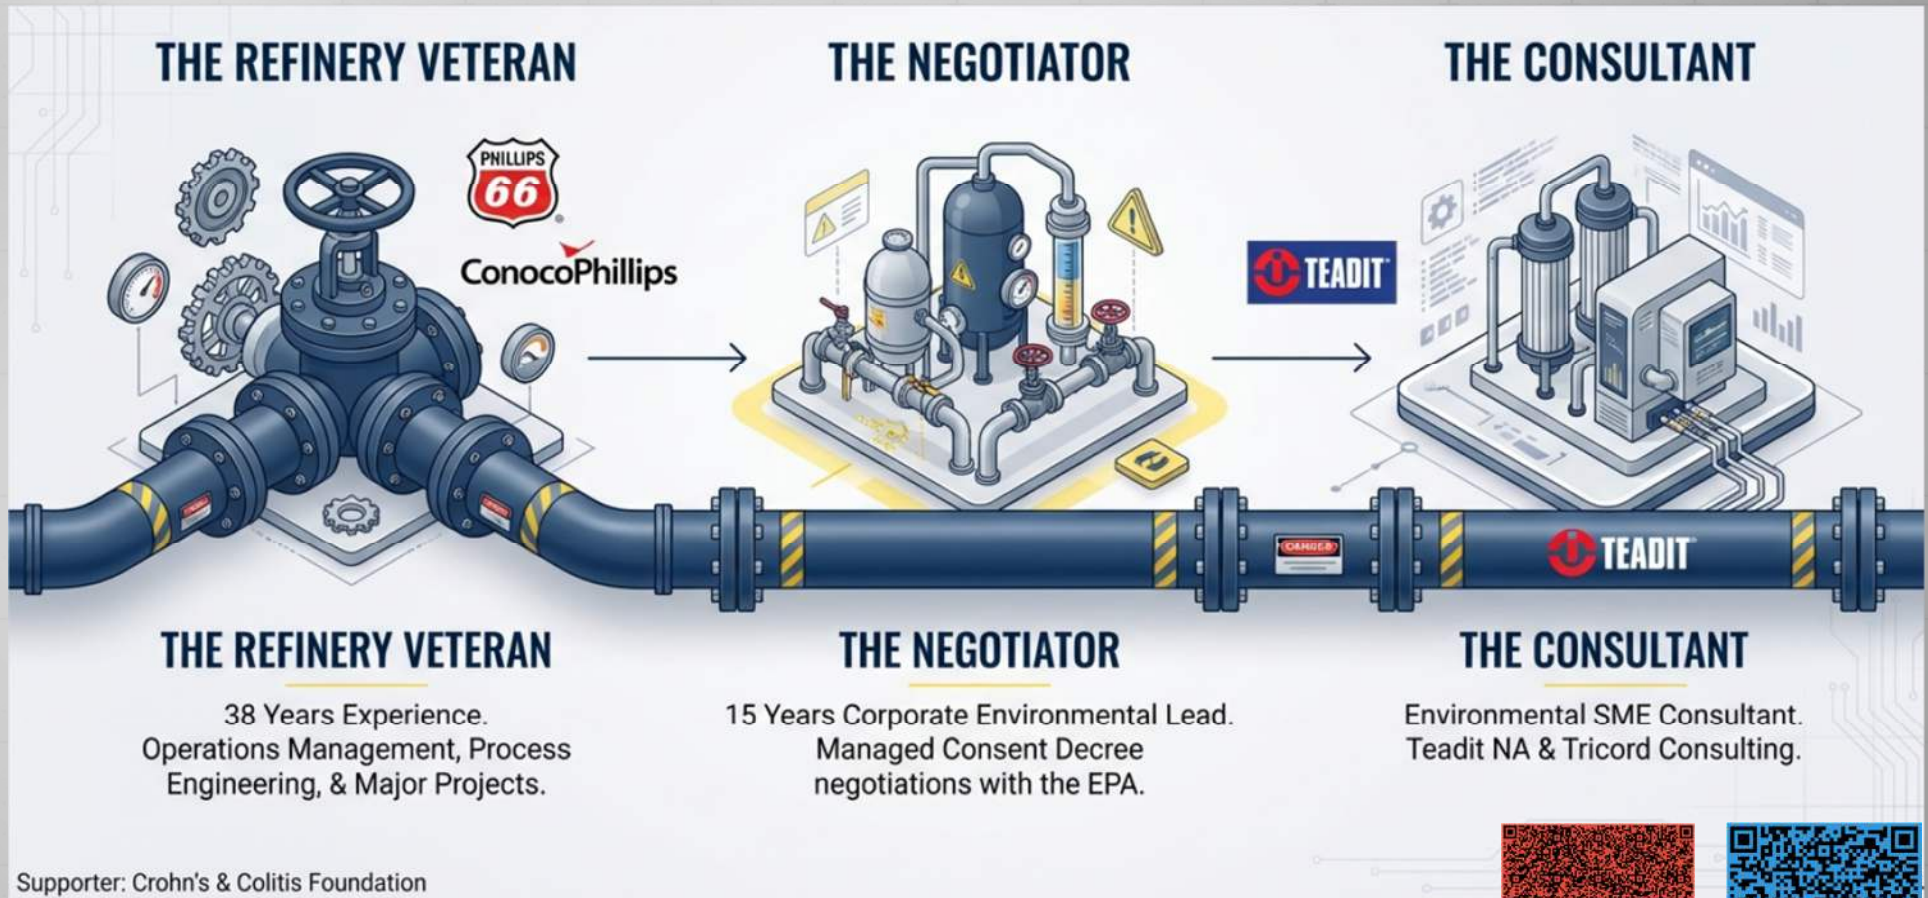 THE REFINERY VETERAN
THE NEGOTIATOR
THE CONSULTANT
PHILLIPS
66
ConocoPhillips
TEADIT
DANGER
TEADIT
THE REFINERY VETERAN
38 Years Experience.
Operations Management, Process
Engineering, & Major Projects.
THE NEGOTIATOR
15 Years Corporate Environmental Lead.
Managed Consent Decree
negotiations with the EPA.
THE CONSULTANT
Environmental SME Consultant.
Teadit NA & Tricord Consulting.
Supporter: Crohn's & Colitis Foundation